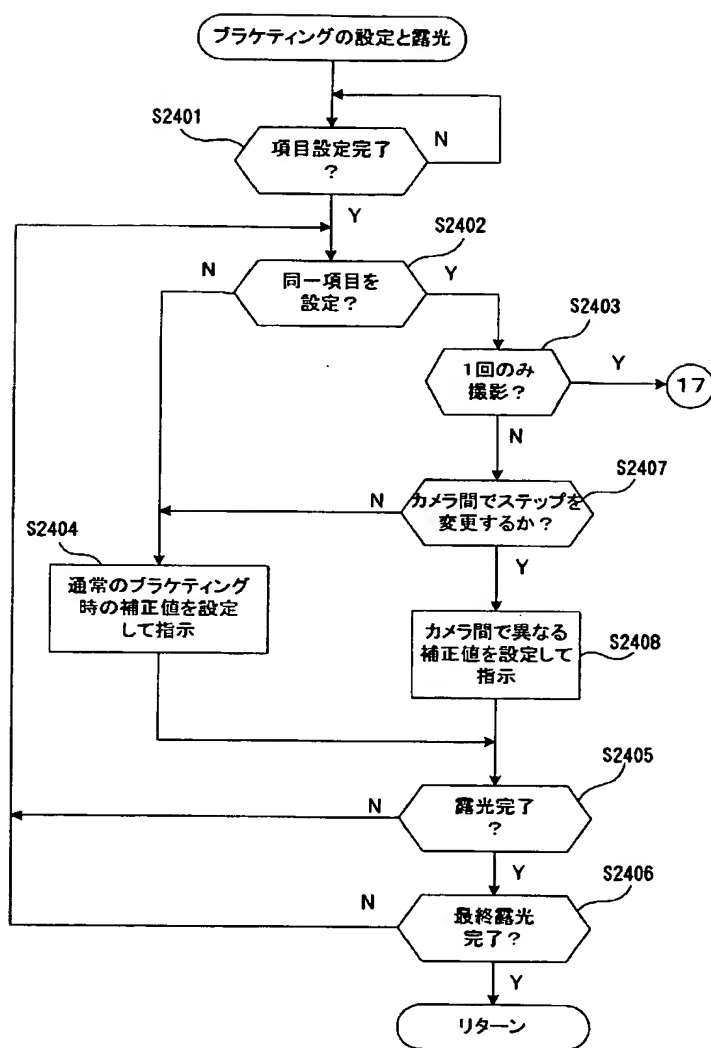 ブラケティングの設定と露光
S2401
項目設定完了
?
N
Y
S2402
N
同一項目を
設定?
Y
S2403
1回のみ
撮影?
Y
17
N
S2407
N
カメラ間でステップを
変更するか?
Y
S2404
通常のブラケティング
時の補正値を設定
して指示
カメラ間で異なる
補正値を設定して
指示
S2408
S2405
N
露光完了
?
Y
S2406
N
最終露光
完了?
Y
リターン